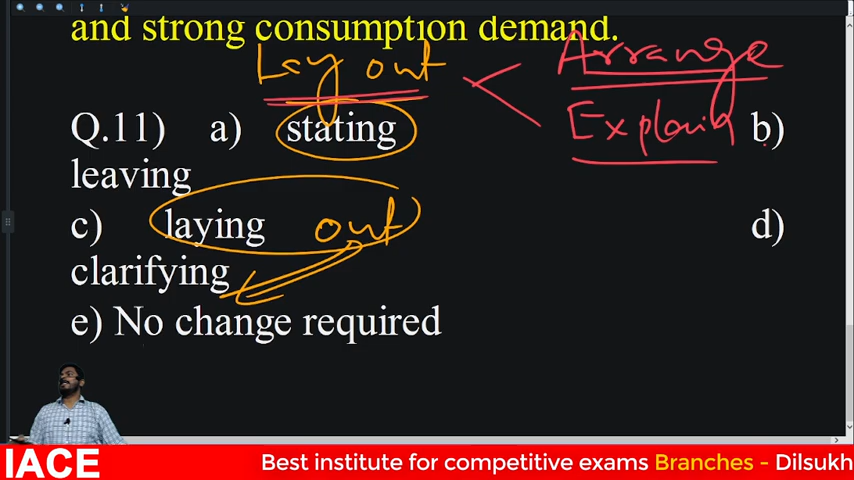 and strong consumption demand.
Lay out < Arrange
Explain
Q.11) a) stating b)
leaving
c) laying out d)
clarifying
e) No change required
IACE Best institute for competitive exams Branches - Dilsukh